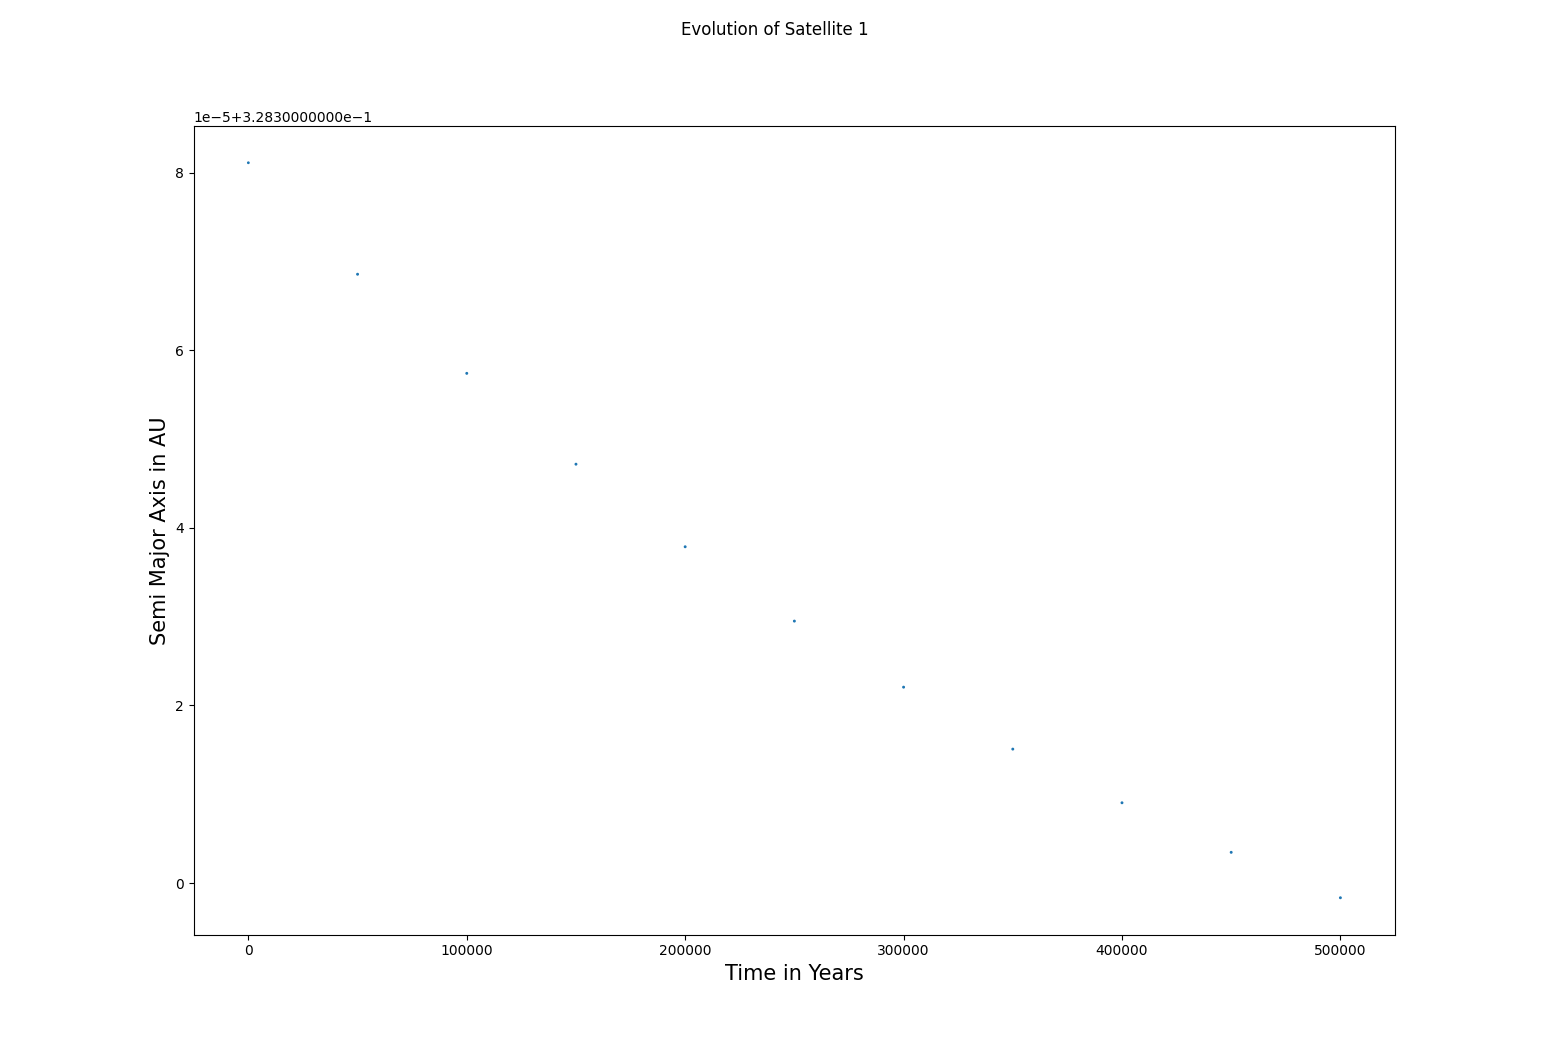 Evolution of Satellite 1
1e−5+3.2830000000e−1
8
6
4
2
0
Semi Major Axis in AU
0 100000 200000 300000 400000 500000
Time in Years